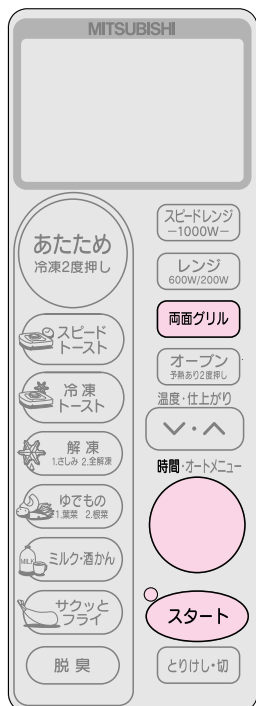 MITSUBISHI
あたため
冷凍2度押し
スピード
トースト
冷凍
トースト
解凍
1.さしみ 2.全解凍
ゆでもの
1.葉菜 2.根菜
MILK
ミルク・酒かん
サクッと
フライ
脱臭
スピードレンジ
-1000W-
レンジ
600W/200W
両面グリル
オーブン
予熱あり2度押し
温度・仕上がり
時間・オートメニュー
スタート
とりけし・切